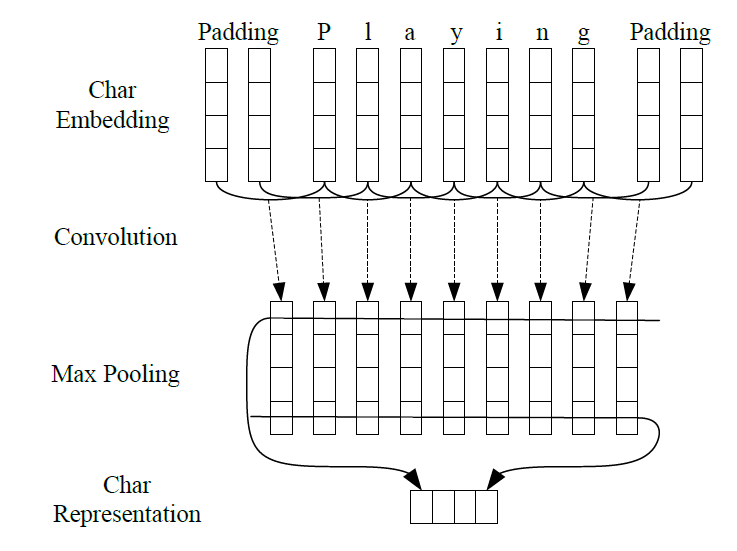 Padding P l a y i n g Padding
Char
Embedding
Convolution
Max Pooling
Char
Representation